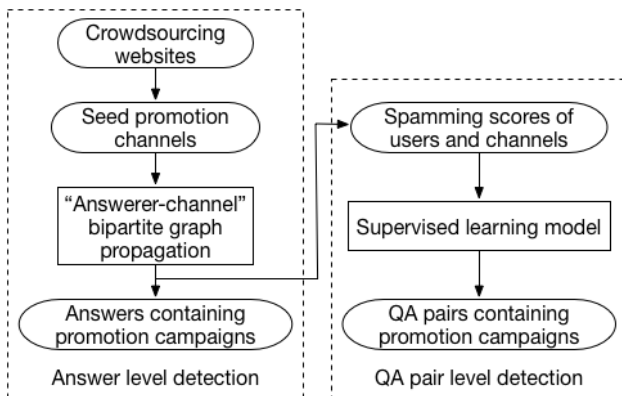 Crowdsourcing
websites
Seed promotion
channels
“Answerer-channel”
bipartite graph
propagation
Answers containing
promotion campaigns
Answer level detection
Spamming scores of
users and channels
Supervised learning model
QA pairs containing
promotion campaigns
QA pair level detection